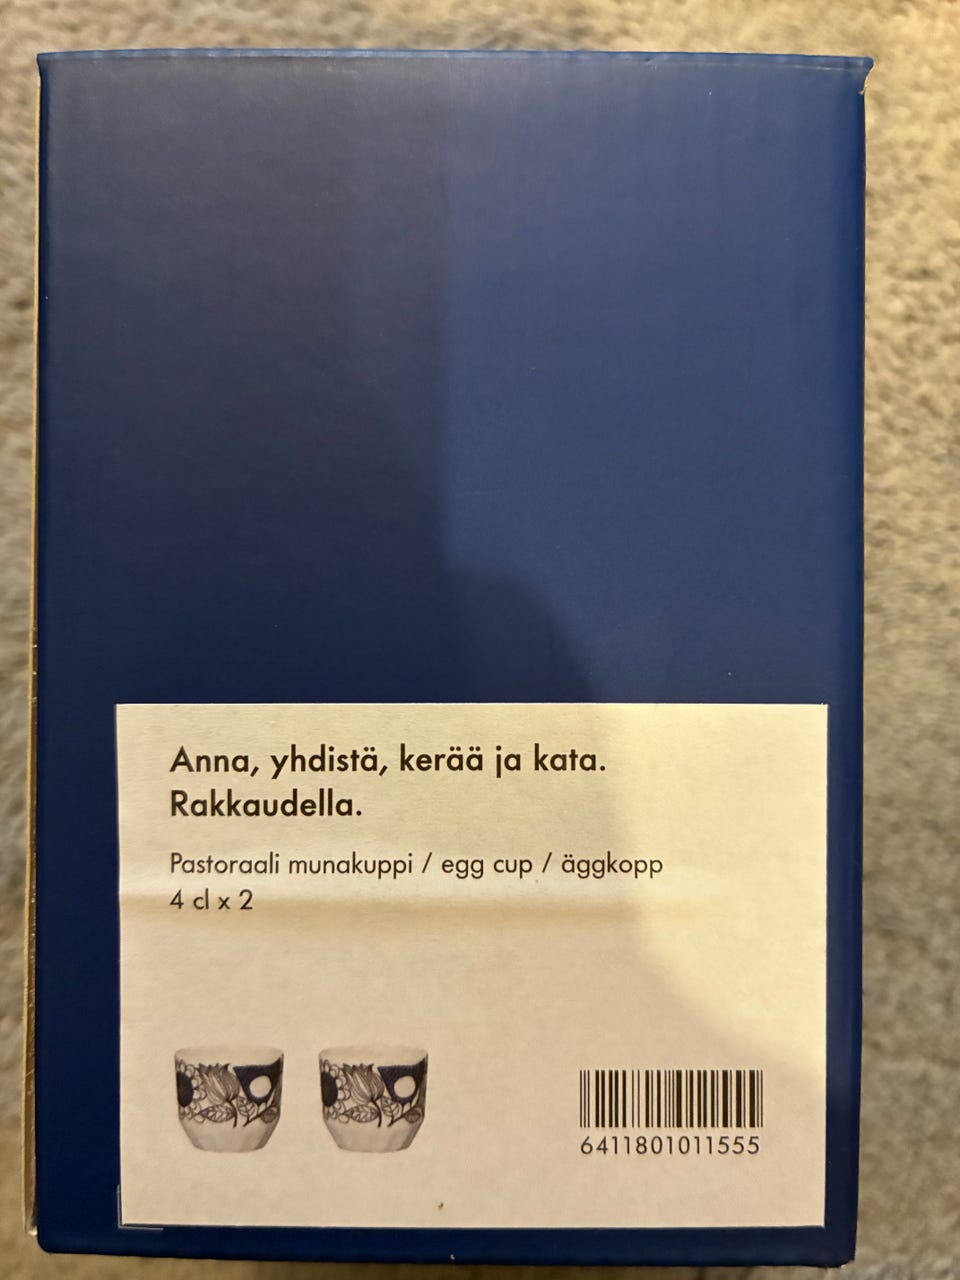 Anna, yhdistä, kerää ja kata.
Rakkaudella.
Pastoraali munakuppi / egg cup / äggkopp
4 cl x 2
6411801011555